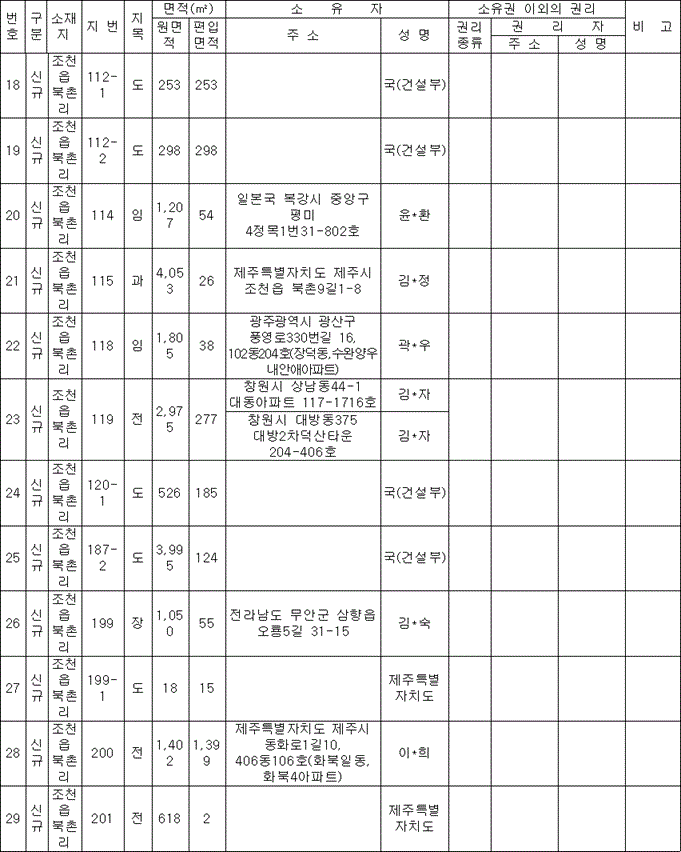 번호 구분 소재지 지 번 지목 면적(㎡) 소 유 자 소유권 이외의 권리 비 고
원면적 편입면적 주 소 성 명 권리종류 권 리 자
주 소 성 명
18 신규 조천읍 북촌리 112-1 도 253 253 국(건설부)
19 신규 조천읍 북촌리 112-2 도 298 298 국(건설부)
20 신규 조천읍 북촌리 114 임 1,207 54 일본국 복강시 중앙구 평미 4정목1번31-802호 윤*환
21 신규 조천읍 북촌리 115 과 4,053 26 제주특별자치도 제주시 조천읍 북촌9길1-8 김*정
22 신규 조천읍 북촌리 118 임 1,805 38 광주광역시 광산구 풍영로330번길 16, 102동204호(장덕동,수완양우내안애아파트) 곽*우
23 신규 조천읍 북촌리 119 전 2,975 277 창원시 상남동44-1 대동아파트 117-1716호 김*자
창원시 대방동375 대방2차덕산타운 204-406호 김*자
24 신규 조천읍 북촌리 120-1 도 526 185 국(건설부)
25 신규 조천읍 북촌리 187-2 도 3,995 124 국(건설부)
26 신규 조천읍 북촌리 199 장 1,050 55 전라남도 무안군 삼향읍 오룡5길 31-15 김*숙
27 신규 조천읍 북촌리 199-1 도 18 15 제주특별자치도
28 신규 조천읍 북촌리 200 전 1,402 1,399 제주특별자치도 제주시 동화로1길10, 406동106호(화북일동, 화북4아파트) 이*희
29 신규 조천읍 북촌리 201 전 618 2 제주특별자치도